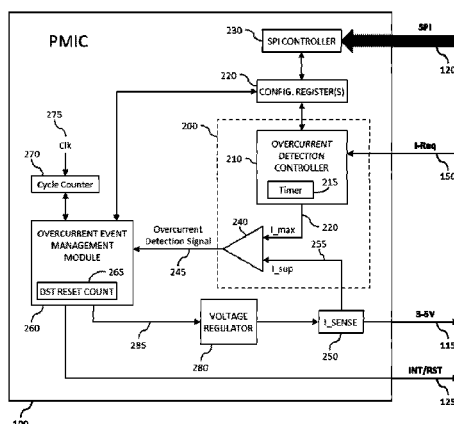 PMIC
230
SPI CONTROLLER
SPI
120
220
CONFIG. REGISTER(S)
275
Clk
200
270
Cycle Counter
210
OVERCURRENT
DETECTION
CONTROLLER
Timer
215
I-Req
150
220
240
I_max
255
I_sup
Overcurrent
Detection Signal
245
OVERCURRENT EVENT
MANAGEMENT
MODULE
265
DST RESET COUNT
260
285
VOLTAGE
REGULATOR
280
I_SENSE
250
3-5V
115
INT/RST
125
100